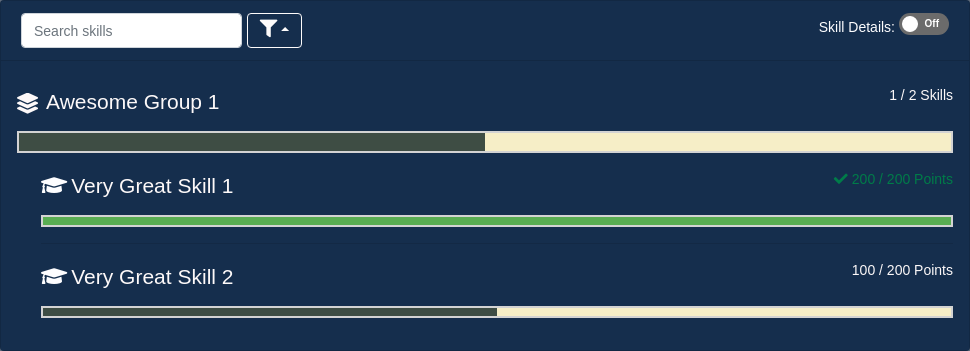 Search skills
Skill Details: Off
Awesome Group 1
1 / 2 Skills
Very Great Skill 1
200 / 200 Points
Very Great Skill 2
100 / 200 Points